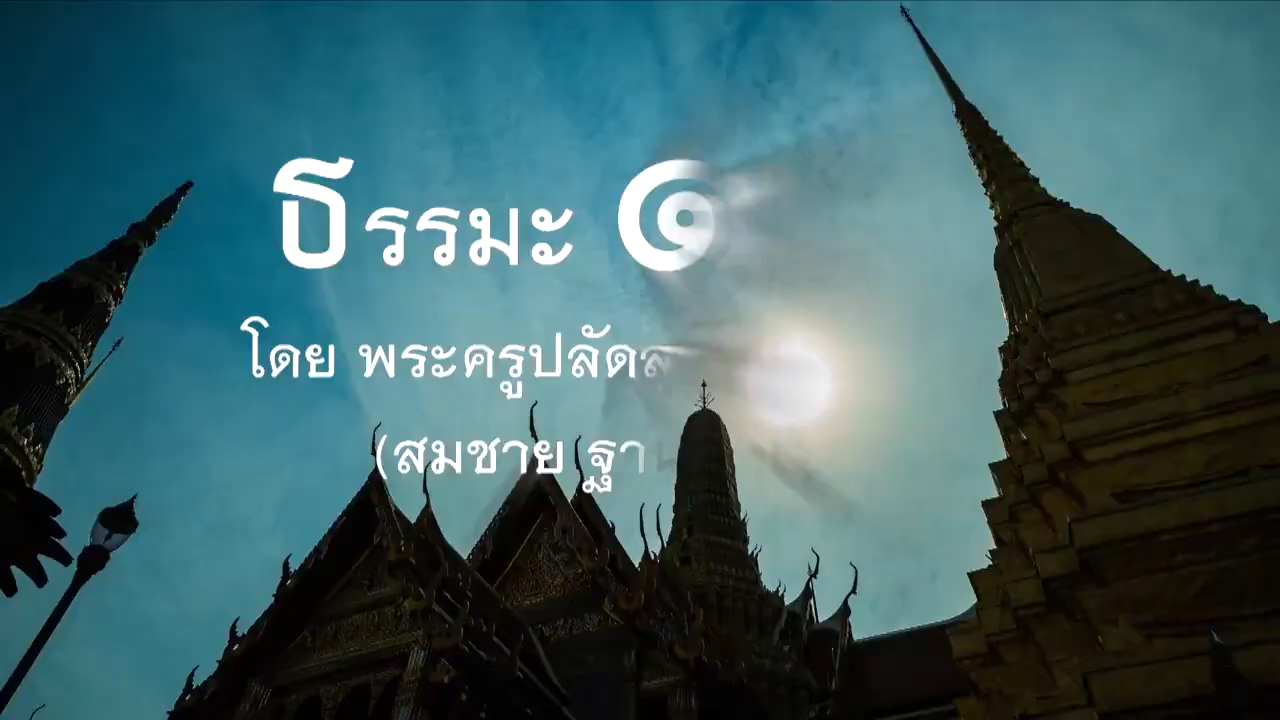 ธรรมะ ๑
โดย พระครูปลัด
(สมชาย